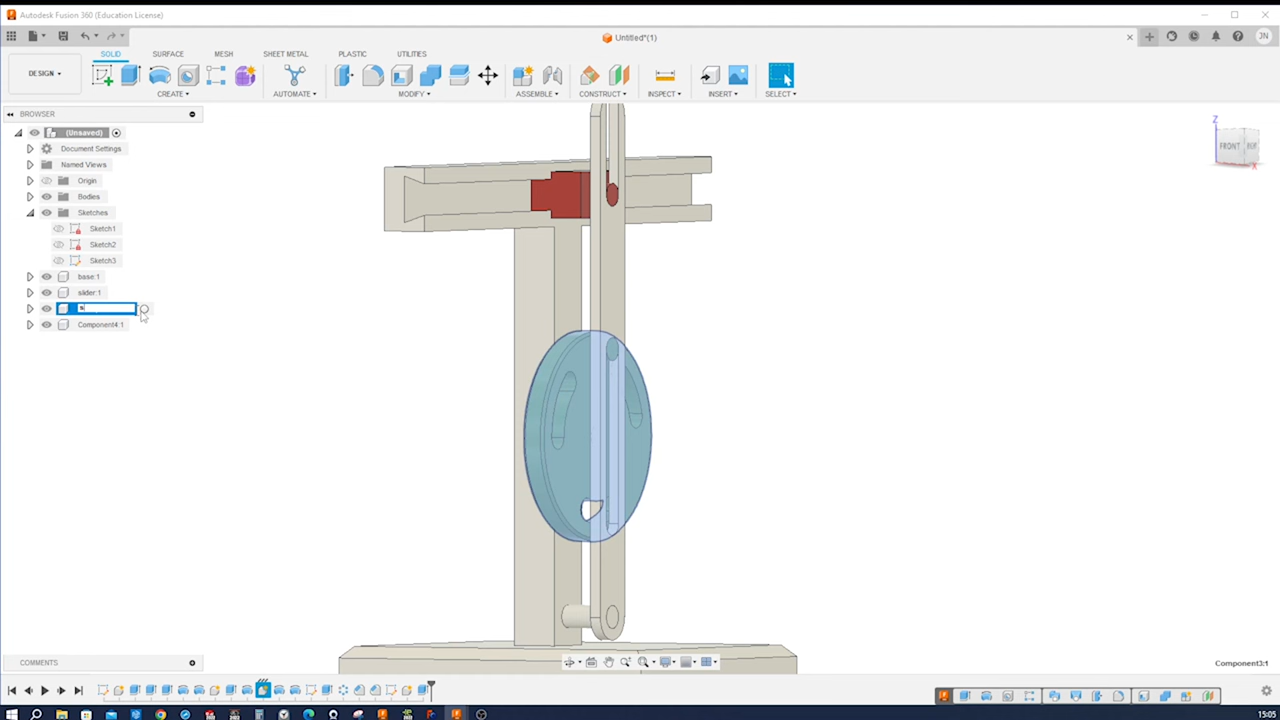 Autodesk Fusion 360 (Education License)
Untitled*(1)
JN
SOLID SURFACE MESH SHEET METAL PLASTIC UTILITIES
DESIGN
CREATE AUTOMATE MODIFY ASSEMBLE CONSTRUCT INSPECT INSERT SELECT
BROWSER
(Unsaved)
Document Settings
Named Views
Origin
Bodies
Sketches
Sketch1
Sketch2
Sketch3
base:1
slider:1
Component4:1
Z
FRONT
X
COMMENTS
Component3:1
15:05